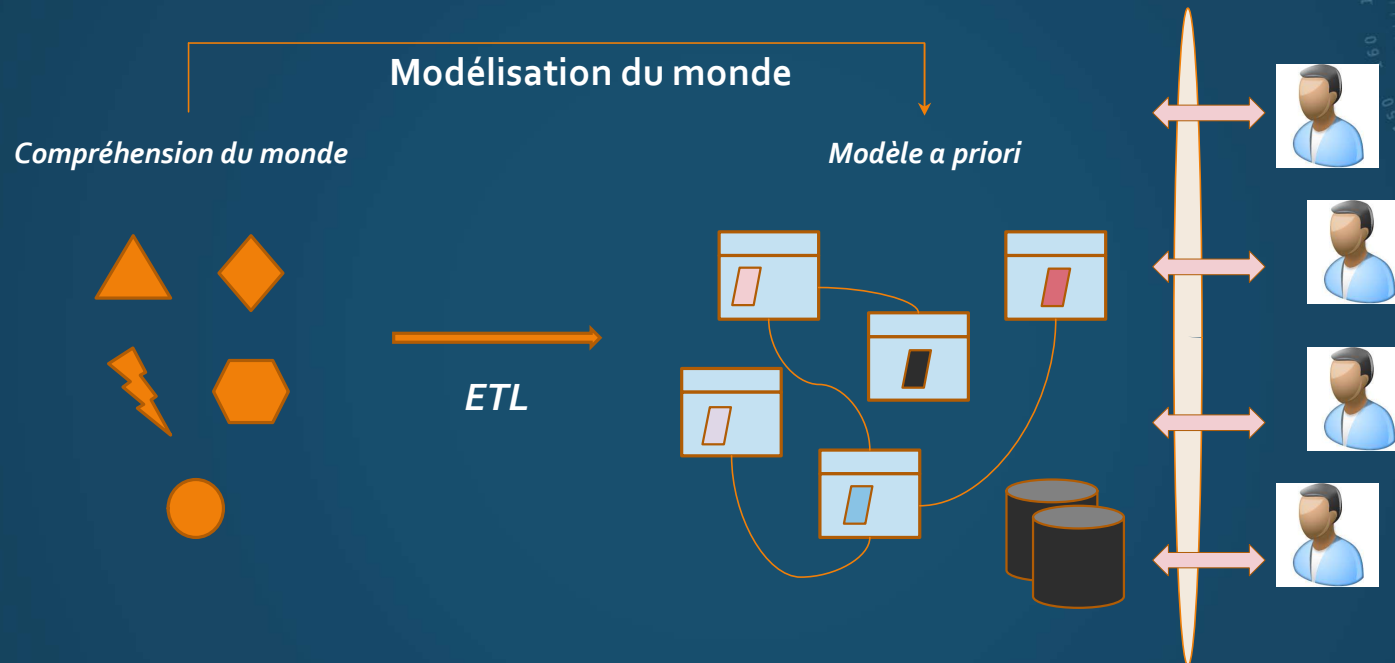 Modélisation du monde
Compréhension du monde
Modèle a priori
ETL